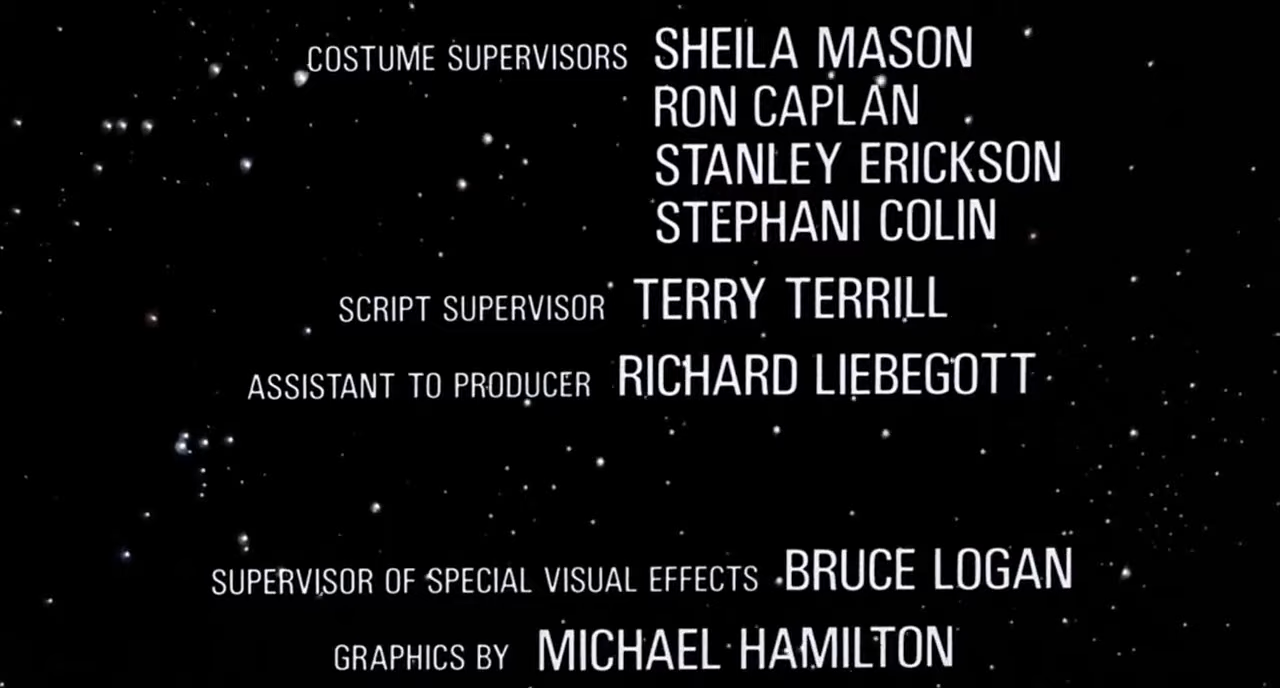 COSTUME SUPERVISORS SHEILA MASON
RON CAPLAN
STANLEY ERICKSON
STEPHANI COLIN
SCRIPT SUPERVISOR TERRY TERRILL
ASSISTANT TO PRODUCER RICHARD LIEBEGOTT
SUPERVISOR OF SPECIAL VISUAL EFFECTS BRUCE LOGAN
GRAPHICS BY MICHAEL HAMILTON